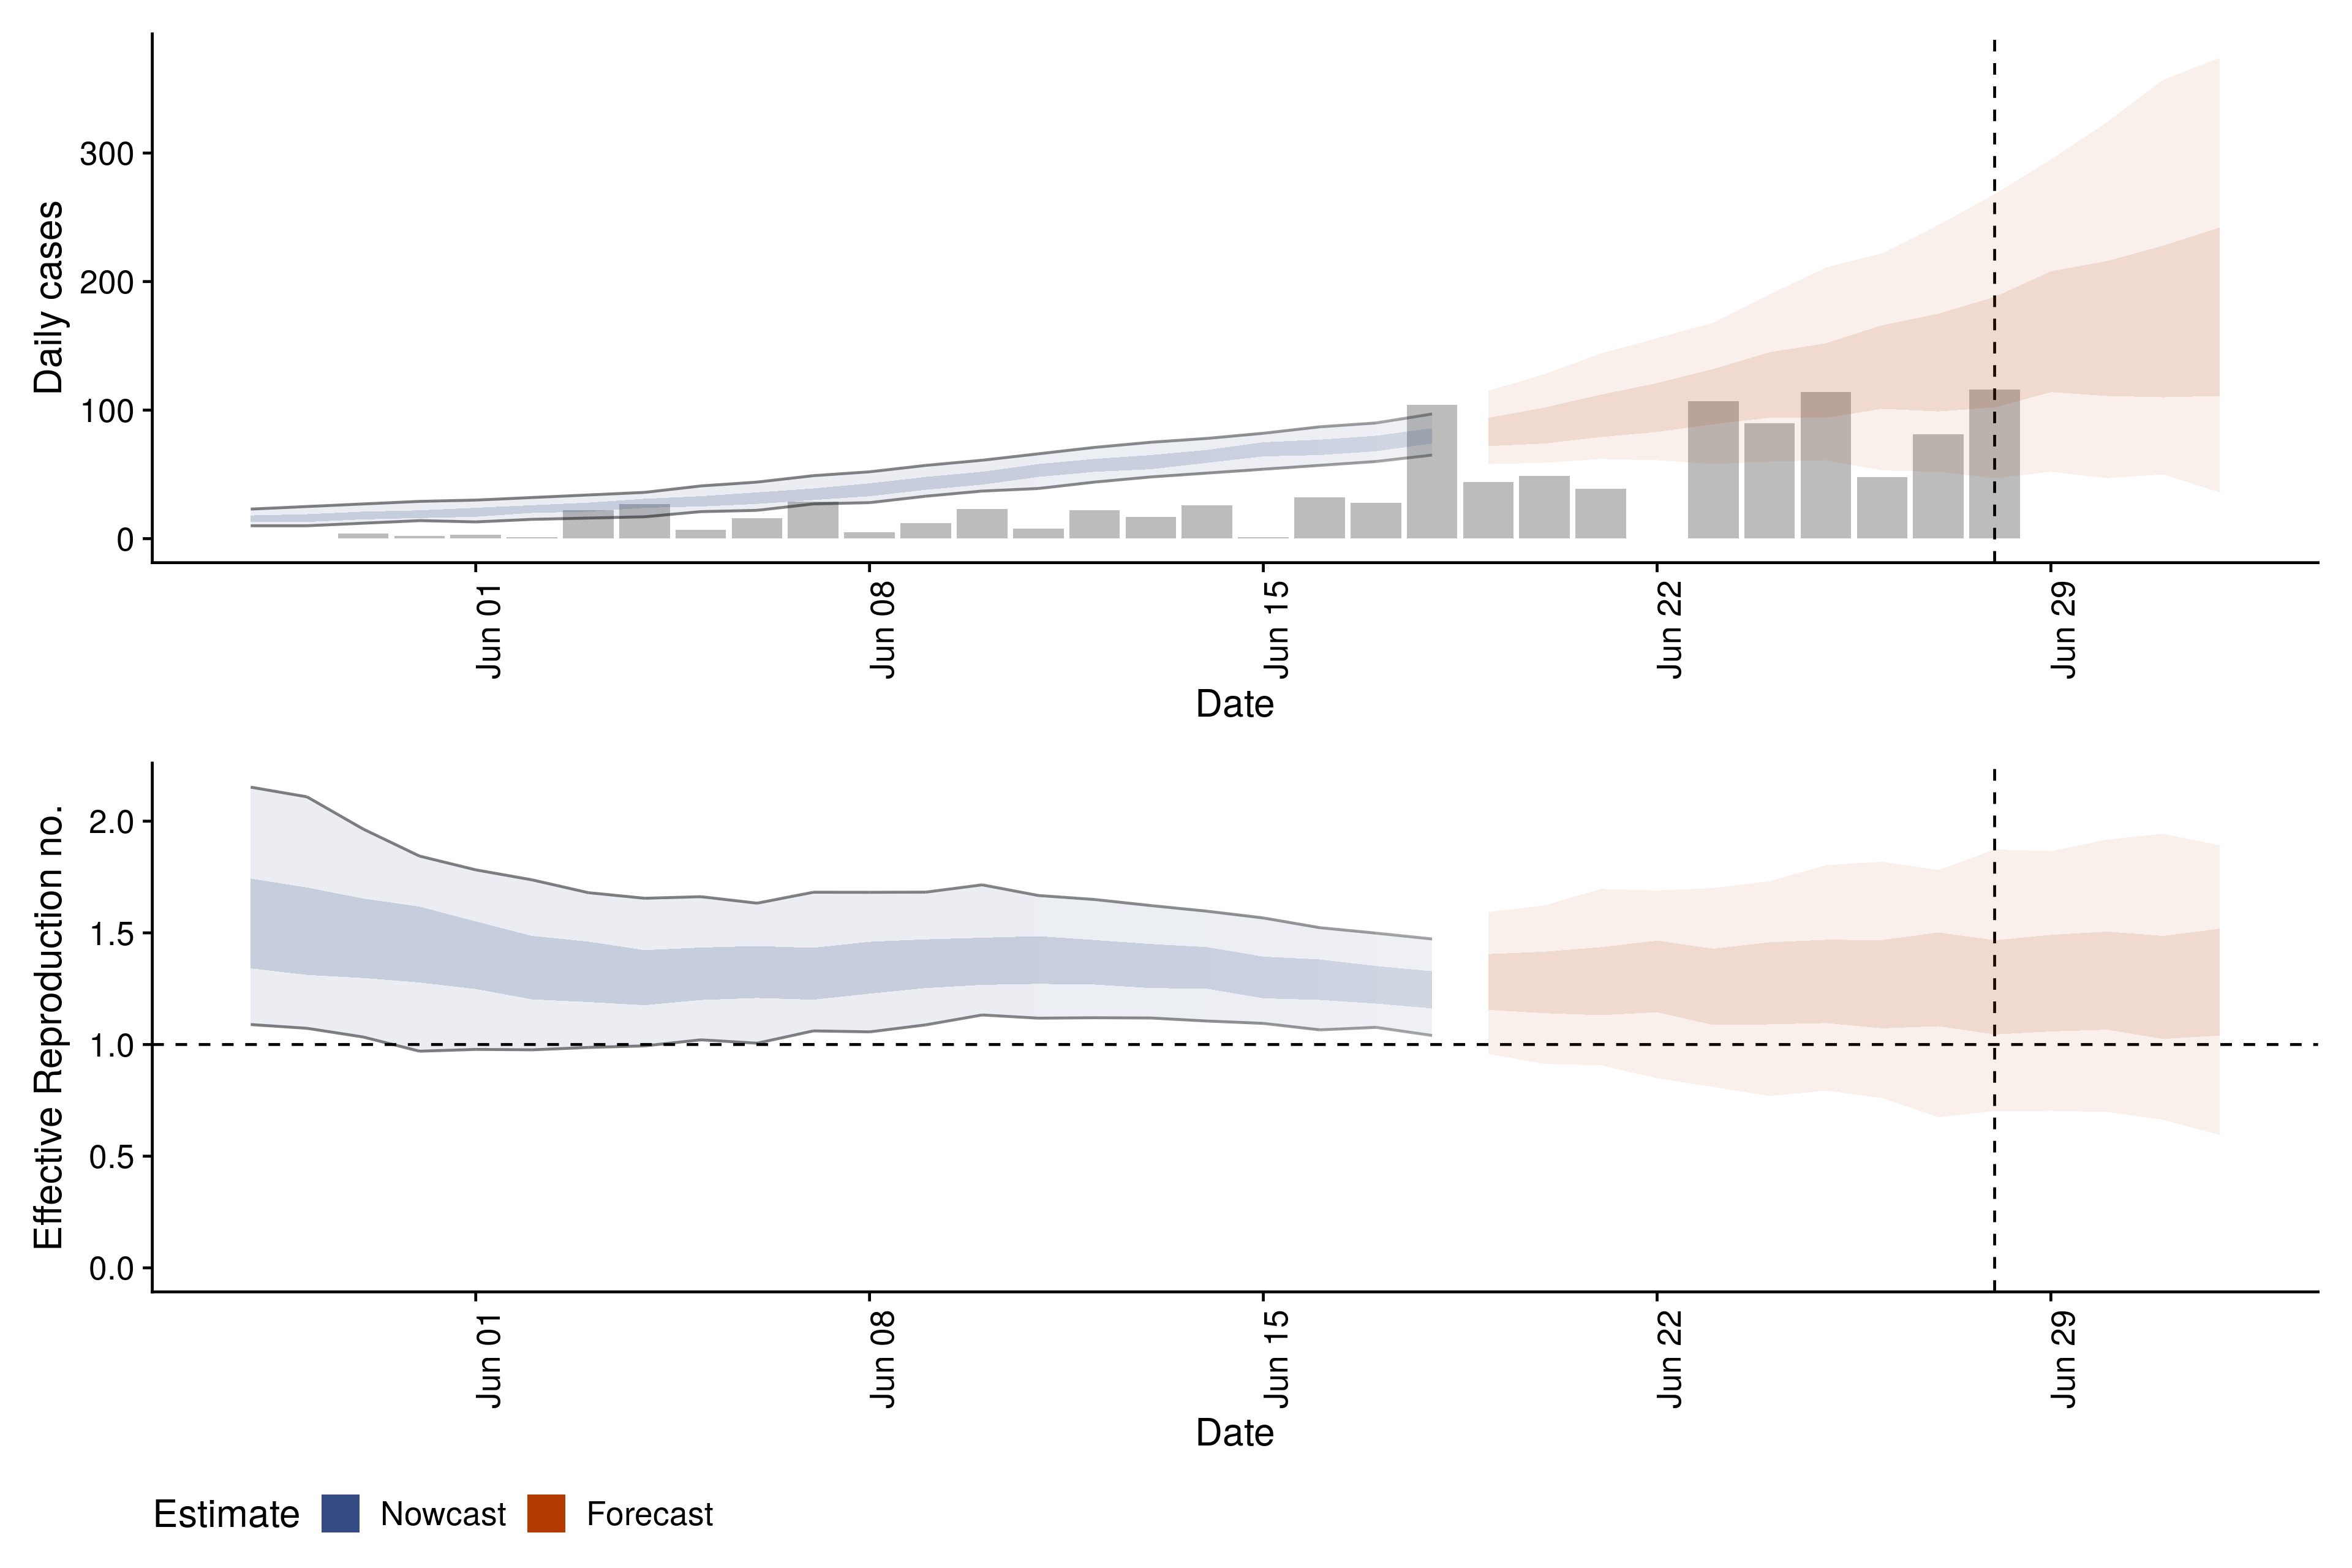 Daily cases
300
200
100
0
Jun 01
Jun 08
Jun 15
Jun 22
Jun 29
Date
Effective Reproduction no.
2.0
1.5
1.0
0.5
0.0
Jun 01
Jun 08
Jun 15
Jun 22
Jun 29
Date
Estimate Nowcast Forecast